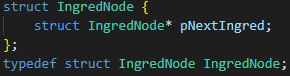 struct IngredNode {
    struct IngredNode* pNextIngred;
};
typedef struct IngredNode IngredNode;